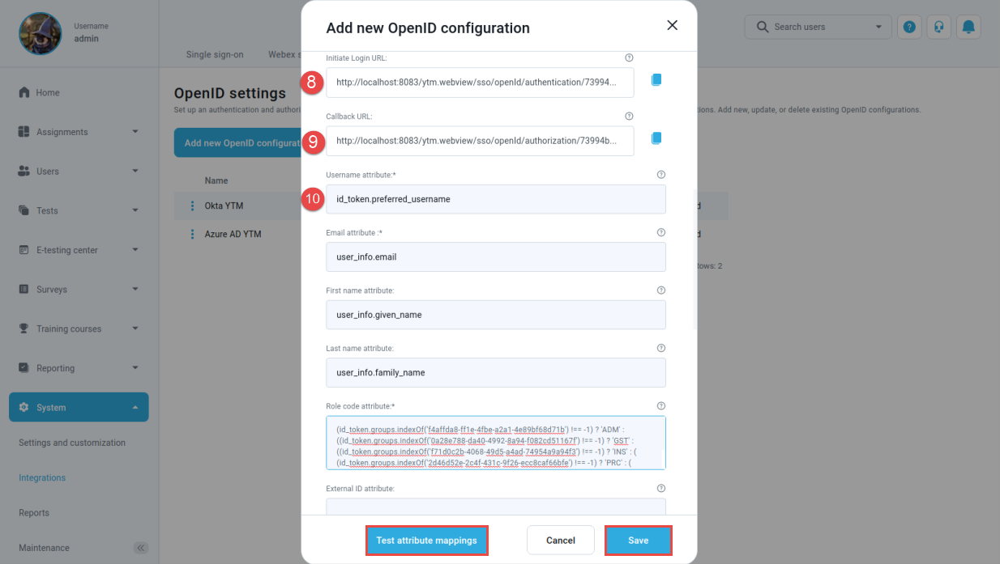 Username
admin
Search users
Single sign-on
Webex s
Home
Assignments
Users
Tests
E-testing center
Surveys
Training courses
Reporting
System
Settings and customization
Integrations
Reports
Maintenance
OpenID settings
Set up an authentication and authori
tions. Add new, update, or delete existing OpenID configurations.
Add new OpenID configurat
Name
Okta YTM
d
Azure AD YTM
d
rows: 2
Add new OpenID configuration
Initiate Login URL:
8
http://localhost:8083/ytm.webview/sso/openId/authentication/73994...
Callback URL:
9
http://localhost:8083/ytm.webview/sso/openId/authorization/73994b...
Username attribute:*
10
id_token.preferred_username
Email attribute :*
user_info.email
First name attribute:
user_info.given_name
Last name attribute:
user_info.family_name
Role code attribute:*
(id_token.groups.indexOf('f4affda8-ff1e-4fbe-a2a1-4e89bf68d71b') !== -1) ? 'ADM' :
((id_token.groups.indexOf('0a28e788-da40-4992-8a94-f082cd51167f') !== -1) ? 'GST' :
((id_token.groups.indexOf('f71d0c2b-4068-49d5-a4ad-74954a9a94f3') !== -1) ? 'INS' : (
(id_token.groups.indexOf('2d46d52e-2c4f-431c-9f26-ecc8caf66bfe') !== -1) ? 'PRC' : (
External ID attribute:
Test attribute mappings
Cancel
Save